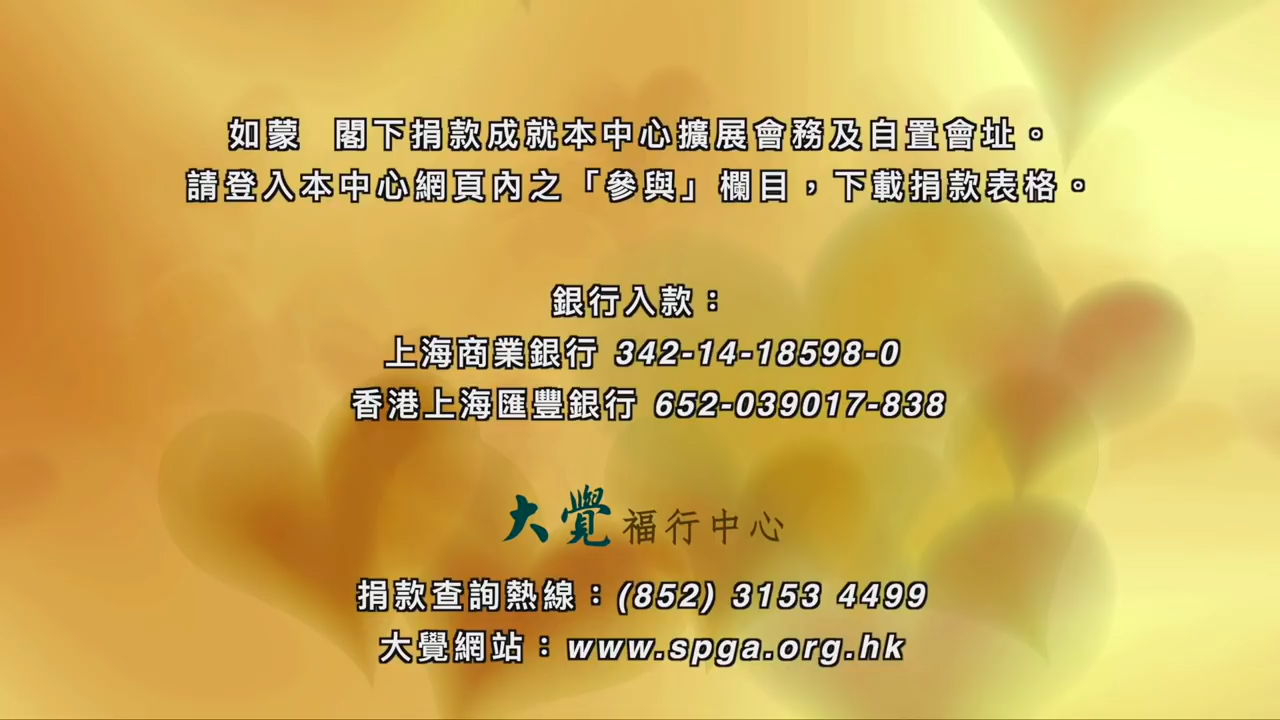 如蒙　閣下捐款成就本中心擴展會務及自置會址。
請登入本中心網頁內之「參與」欄目，下載捐款表格。
銀行入款：
上海商業銀行 342-14-18598-0
香港上海匯豐銀行 652-039017-838
大覺福行中心
捐款查詢熱線：(852) 3153 4499
大覺網站：www.spga.org.hk